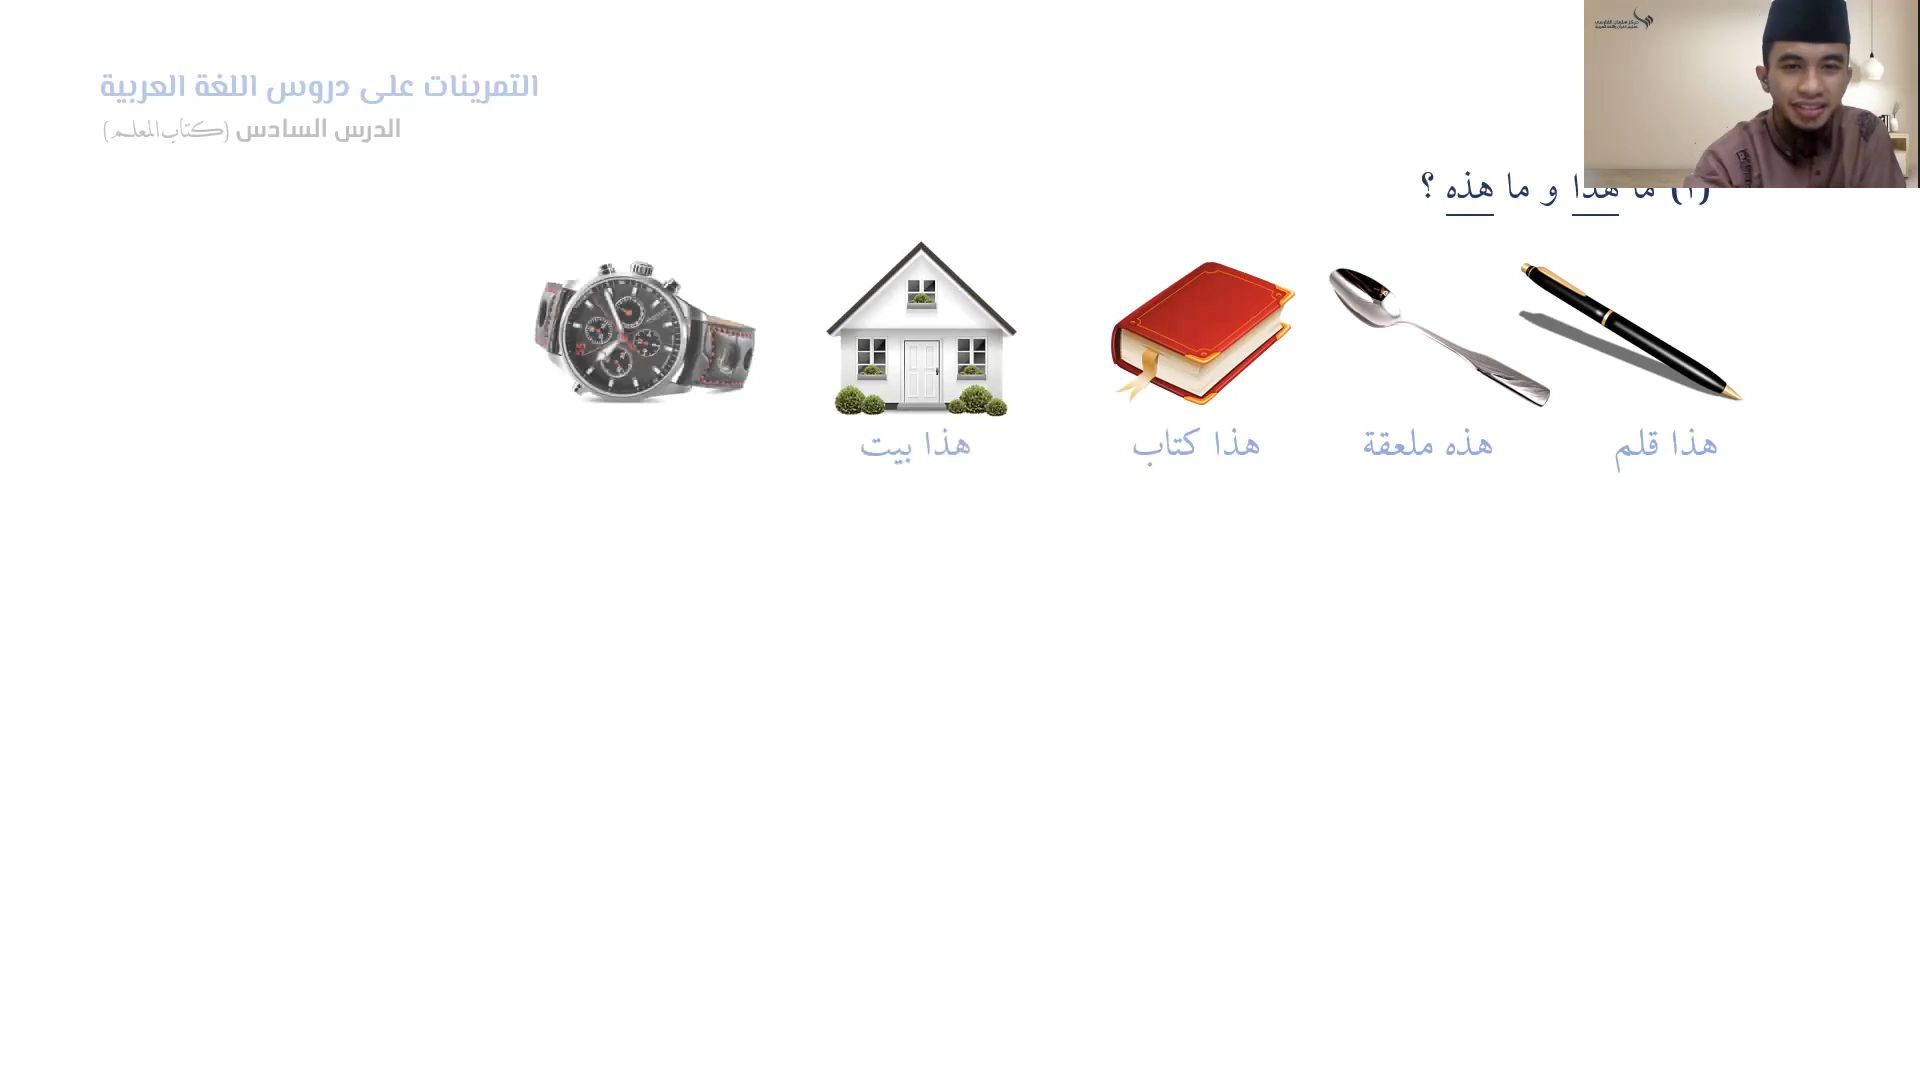 التمرينات على دروس اللغة العربية
الدرس السادس (كتاب المعلم)
ما هذا و ما هذه ؟
هذا قلم
هذه ملعقة
هذا كتاب
هذا بيت